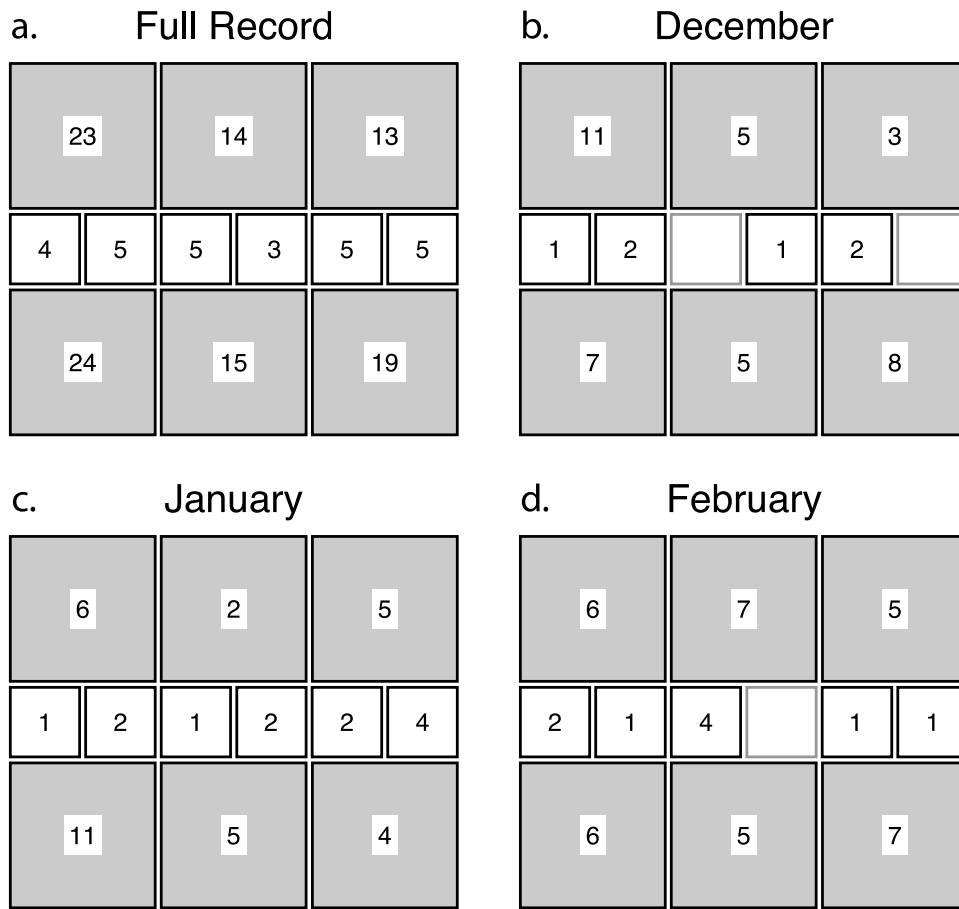 a. Full Record
23 14 13
4 5 5 3 5 5
24 15 19
b. December
11 5 3
1 2 1 2
7 5 8
c. January
6 2 5
1 2 1 2 2 4
11 5 4
d. February
6 7 5
2 1 4 1 1
6 5 7